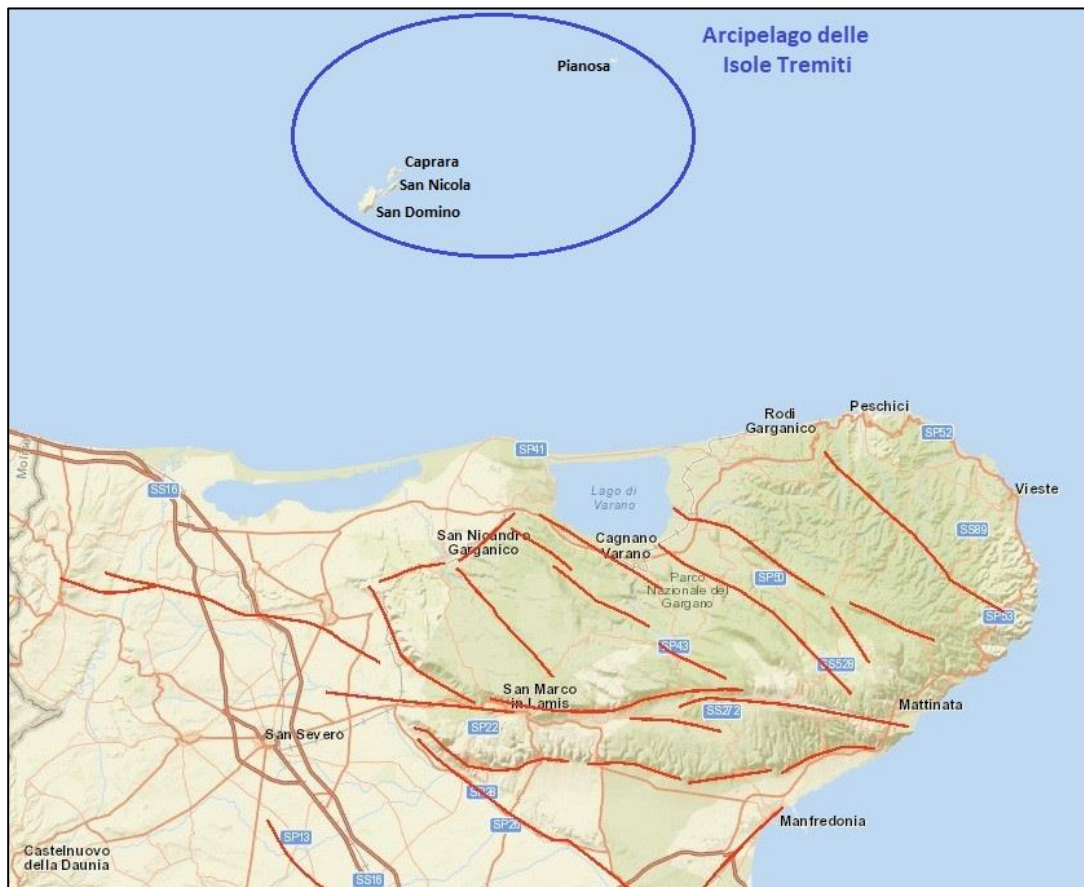 Arcipelago delle
Isole Tremiti
Pianosa
Caprara
San Nicola
San Domino
Peschici
Rodi
Garganico
SP52
SP41
Molise
SS16
Lago di
Varano
Vieste
SS89
San Nicandro
Garganico
Cagnano
Varano
Parco
Nazionale del
Gargano
SP50
SP53
SP43
SS528
San Marco
in Lamis
SS272
Mattinata
SP22
San Severo
SP28
SP26
Manfredonia
SP13
Castelnuovo
della Daunia
SS16